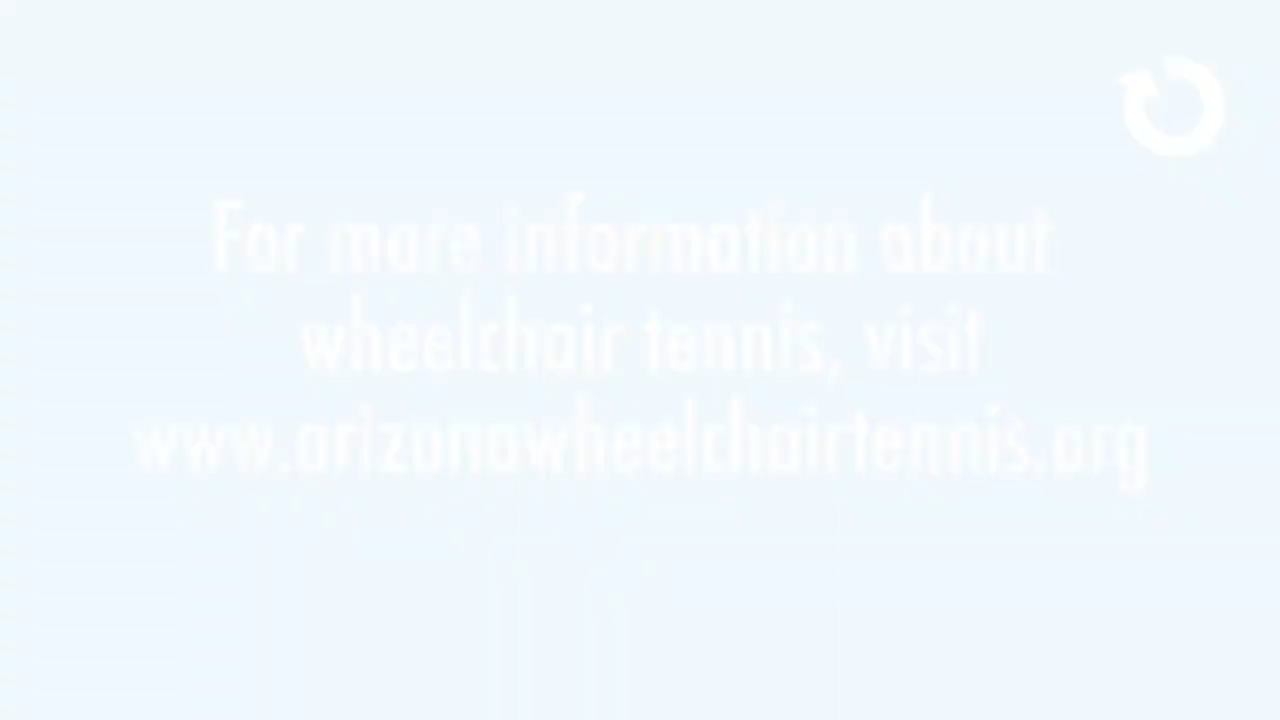 For more information about
wheelchair tennis, visit
www.arizonawheelchairtennis.org